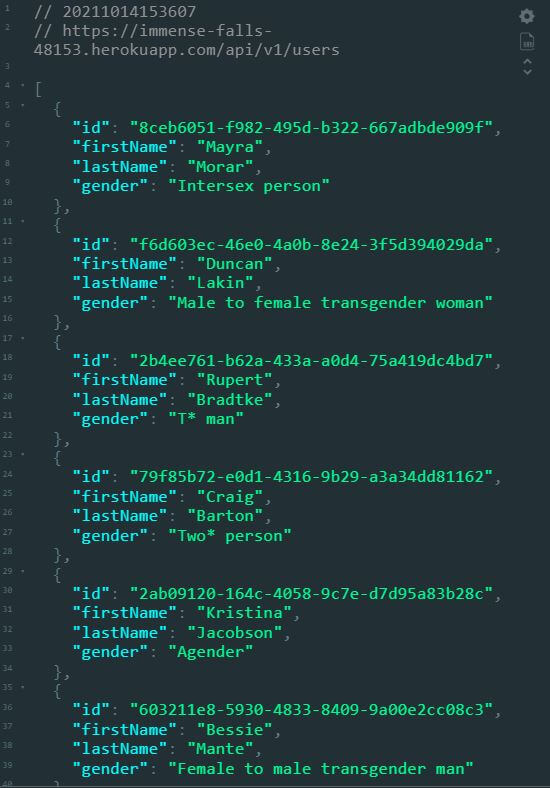 1 // 20211014153607
2 // https://immense-falls-
48153.herokuapp.com/api/v1/users
3
4 [
5 {
6 "id": "8ceb6051-f982-495d-b322-667adbde909f",
7 "firstName": "Mayra",
8 "lastName": "Morar",
9 "gender": "Intersex person"
10 },
11 {
12 "id": "f6d603ec-46e0-4a0b-8e24-3f5d394029da",
13 "firstName": "Duncan",
14 "lastName": "Lakin",
15 "gender": "Male to female transgender woman"
16 },
17 {
18 "id": "2b4ee761-b62a-433a-a0d4-75a419dc4bd7",
19 "firstName": "Rupert",
20 "lastName": "Bradtke",
21 "gender": "T* man"
22 },
23 {
24 "id": "79f85b72-e0d1-4316-9b29-a3a34dd81162",
25 "firstName": "Craig",
26 "lastName": "Barton",
27 "gender": "Two* person"
28 },
29 {
30 "id": "2ab09120-164c-4058-9c7e-d7d95a83b28c",
31 "firstName": "Kristina",
32 "lastName": "Jacobson",
33 "gender": "Agender"
34 },
35 {
36 "id": "603211e8-5930-4833-8409-9a00e2cc08c3",
37 "firstName": "Bessie",
38 "lastName": "Mante",
39 "gender": "Female to male transgender man"
40 }